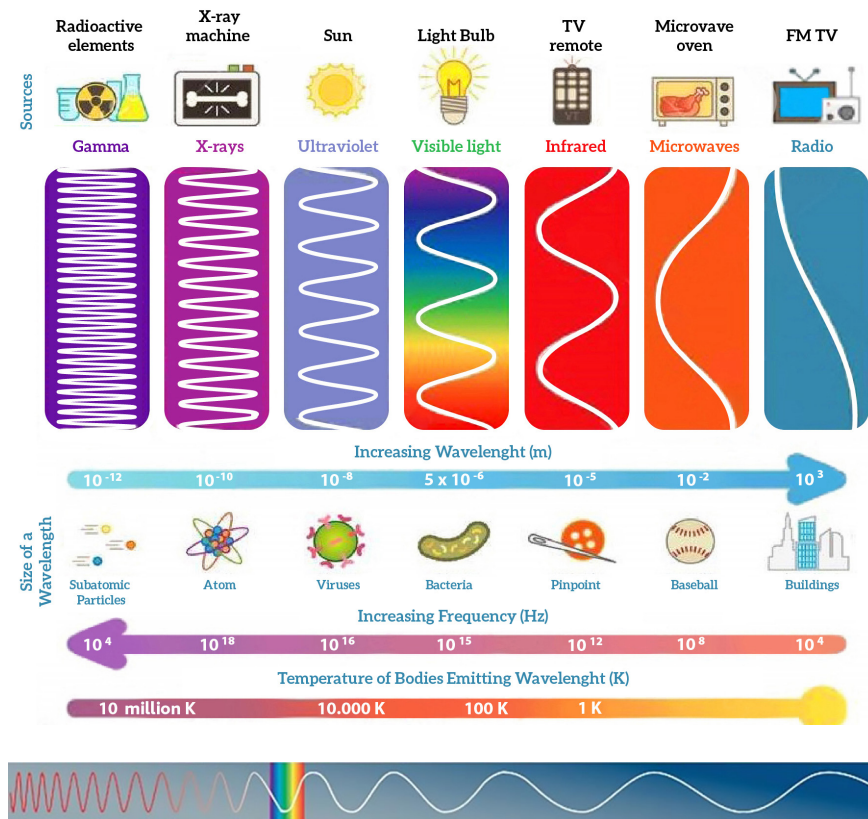 Radioactive
elements
X-ray
machine
Sun
Light Bulb
TV
remote
Microvave
oven
FM TV
Sources
VT
Gamma
X-rays
Ultraviolet
Visible light
Infrared
Microwaves
Radio
Increasing Wavelenght (m)
10 -12
10 -10
10 -8
5 x 10 -6
10 -5
10 -2
10 3
Size of a
Wavelength
Subatomic
Particles
Atom
Viruses
Bacteria
Pinpoint
Baseball
Buildings
Increasing Frequency (Hz)
10 4
10 18
10 16
10 15
10 12
10 8
10 4
Temperature of Bodies Emitting Wavelenght (K)
10 million K
10.000 K
100 K
1 K